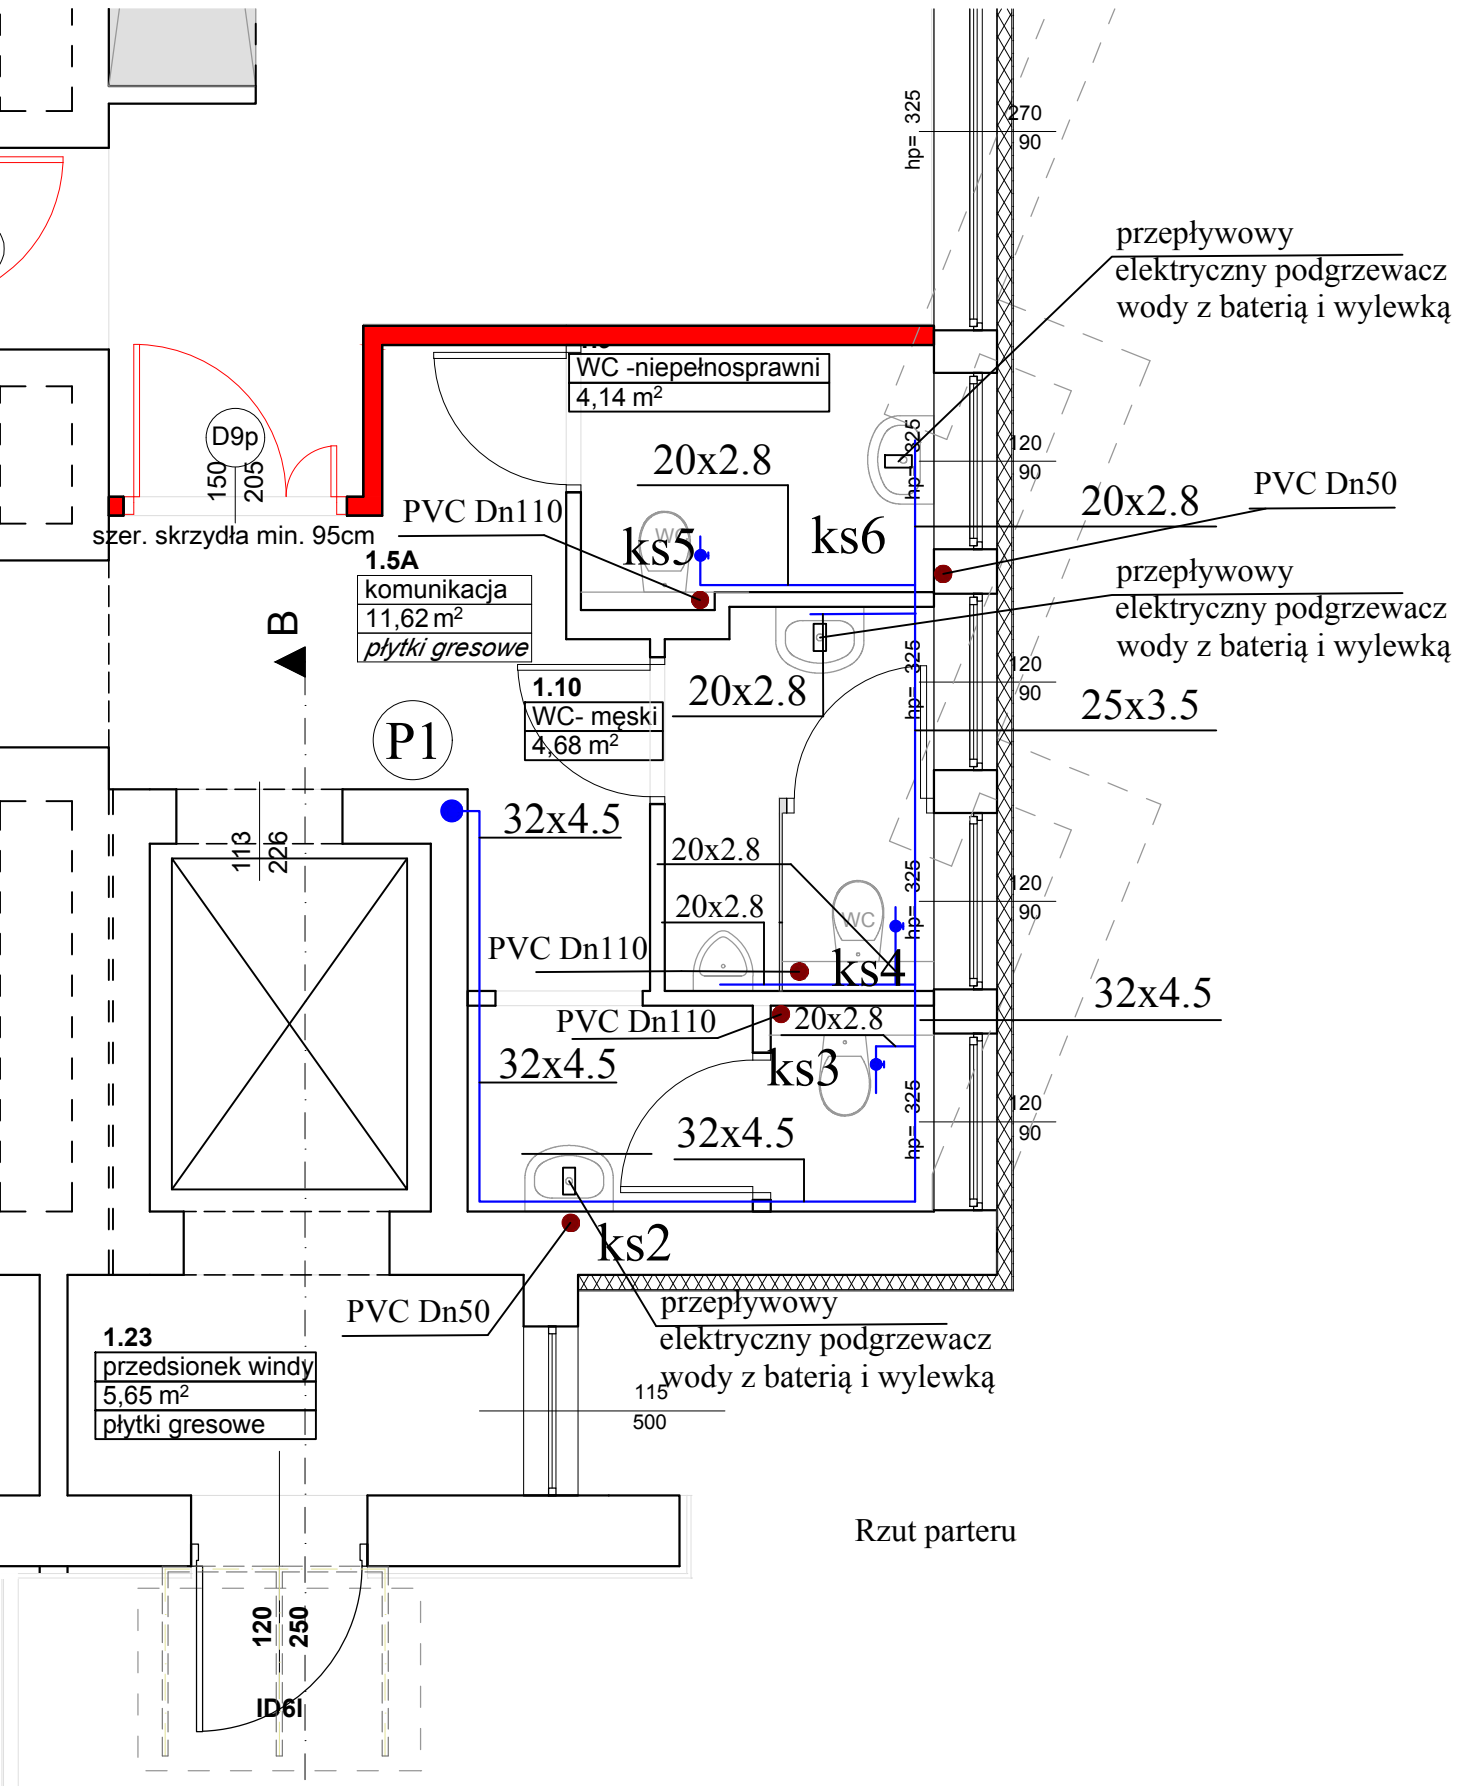 hp= 325
270
90
przepływowy
elektryczny podgrzewacz
wody z baterią i wylewką
WC -niepełnosprawni
4,14 m²
D9p
150
205
szer. skrzydła min. 95cm
20x2.8
hp= 325
120
90
PVC Dn50
20x2.8
PVC Dn110
WC
ks5
ks6
1.5A
komunikacja
11,62 m²
płytki gresowe
przepływowy
elektryczny podgrzewacz
wody z baterią i wylewką
B
hp= 325
120
90
1.10
WC- męski
4,68 m²
20x2.8
25x3.5
P1
32x4.5
113
226
20x2.8
20x2.8
hp= 325
120
90
WC
PVC Dn110
ks4
32x4.5
PVC Dn110
20x2.8
32x4.5
ks3
hp= 325
120
90
32x4.5
ks2
PVC Dn50
przepływowy
elektryczny podgrzewacz
wody z baterią i wylewką
1.23
przedsionek windy
5,65 m²
płytki gresowe
115
500
Rzut parteru
120
250
ID6I